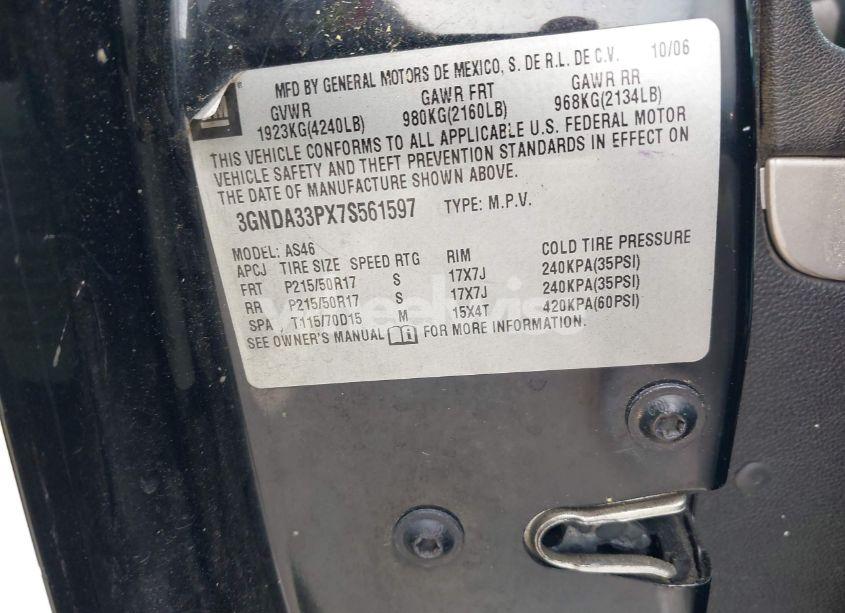 MFD BY GENERAL MOTORS DE MEXICO, S. DE R.L. DE C.V. 10/06
GVWR GAWR FRT GAWR RR
1923KG(4240LB) 980KG(2160LB) 968KG(2134LB)
THIS VEHICLE CONFORMS TO ALL APPLICABLE U.S. FEDERAL MOTOR
VEHICLE SAFETY AND THEFT PREVENTION STANDARDS IN EFFECT ON
THE DATE OF MANUFACTURE SHOWN ABOVE.
3GNDA33PX7S561597 TYPE: M.P.V.
MODEL: AS46
APCJ TIRE SIZE SPEED RTG RIM COLD TIRE PRESSURE
FRT P215/50R17 S 17X7J 240KPA(35PSI)
RR P215/50R17 S 17X7J 240KPA(35PSI)
SPA T115/70D15 M 15X4T 420KPA(60PSI)
SEE OWNER'S MANUAL FOR MORE INFORMATION.